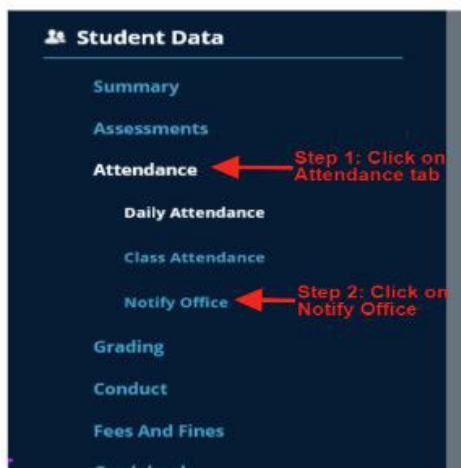 Student Data
Summary
Assessments
Attendance
Step 1: Click on
Attendance tab
Daily Attendance
Class Attendance
Notify Office
Step 2: Click on
Notify Office
Grading
Conduct
Fees And Fines